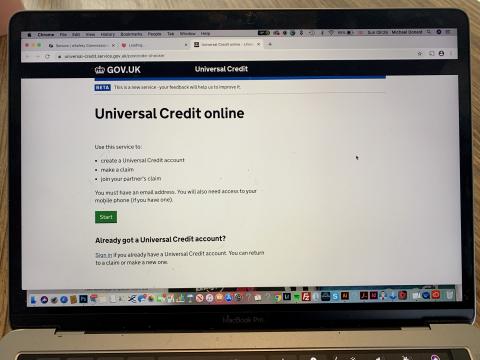 Chrome File Edit View History Bookmarks People Tab Window Help
Sun 09:26 Michael Donald
Universal Credit online
universal-credit.service.gov.uk/postcode-checker
GOV.UK Universal Credit
BETA This is a new service - your feedback will help us to improve it.
Universal Credit online
Use this service to:
• create a Universal Credit account
• make a claim
• join your partner's claim
You must have an email address. You will also need access to your
mobile phone (if you have one).
Start
Already got a Universal Credit account?
Sign in if you already have a Universal Credit account. You can return
to a claim or make a new one.
MacBook Pro